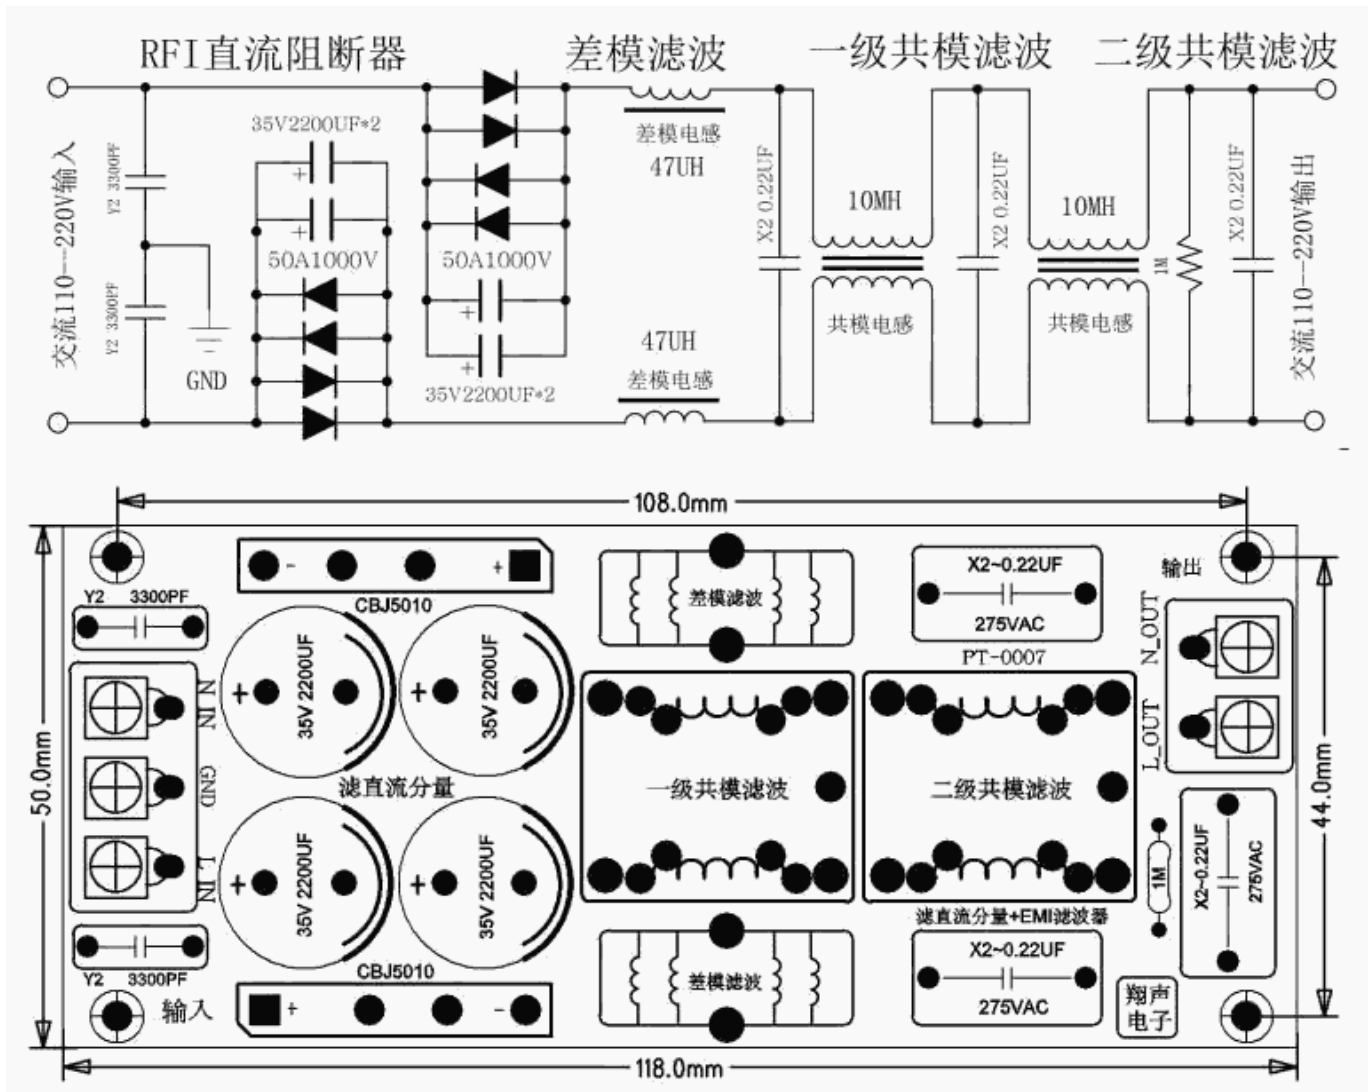 RFI直流阻断器
差模滤波
一级共模滤波
二级共模滤波
35V2200UF*2
差模电感
47UH
X2 0.22UF
10MH
X2 0.22UF
10MH
X2 0.22UF
交流110--220V输入
Y2 3300PF
50A1000V
50A1000V
1M
交流110--220V输出
Y2 3300PF
GND
共模电感
共模电感
47UH
差模电感
35V2200UF*2
108.0mm
Y2 3300PF
CBJ5010
差模滤波
X2~0.22UF
275VAC
PT-0007
输出
N_OUT
L_OUT
N_IN
GND
L_IN
35V 2200UF
35V 2200UF
滤直流分量
35V 2200UF
35V 2200UF
一级共模滤波
二级共模滤波
50.0mm
44.0mm
1M
X2~0.22UF
275VAC
滤直流分量+EMI滤波器
Y2 3300PF
CBJ5010
差模滤波
X2~0.22UF
275VAC
输入
翔声
电子
118.0mm